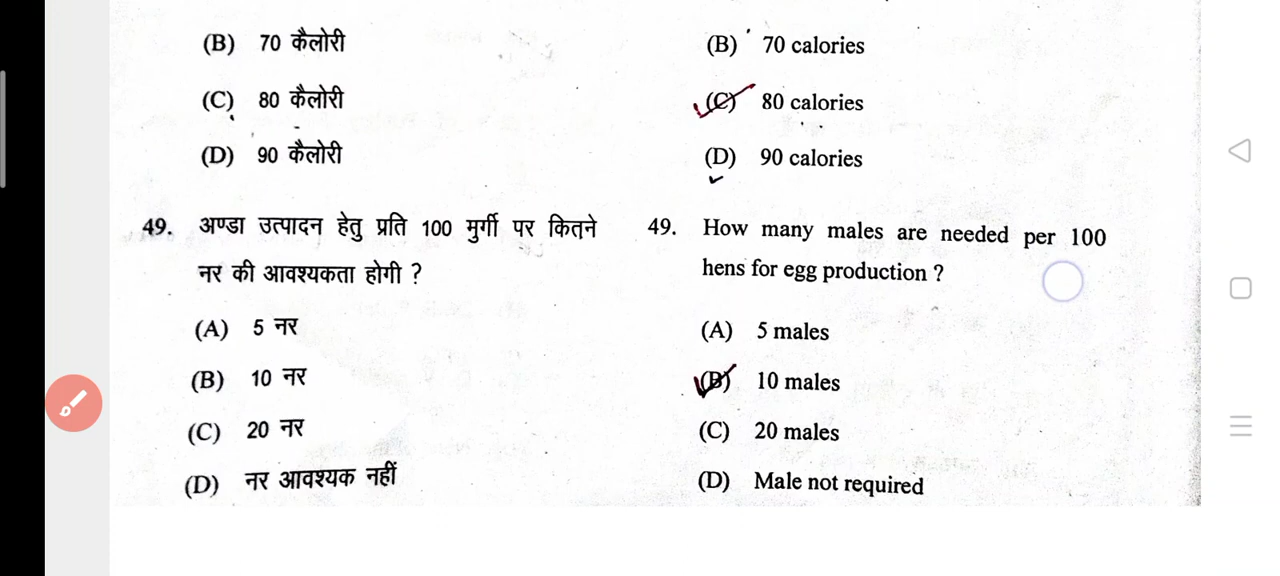 (B) 70 कैलोरी
(C) 80 कैलोरी
(D) 90 कैलोरी
49. अण्डा उत्पादन हेतु प्रति 100 मुर्गी पर कितने
नर की आवश्यकता होगी ?
(A) 5 नर
(B) 10 नर
(C) 20 नर
(D) नर आवश्यक नहीं
(B) 70 calories
(C) 80 calories
(D) 90 calories
49. How many males are needed per 100
hens for egg production ?
(A) 5 males
(B) 10 males
(C) 20 males
(D) Male not required